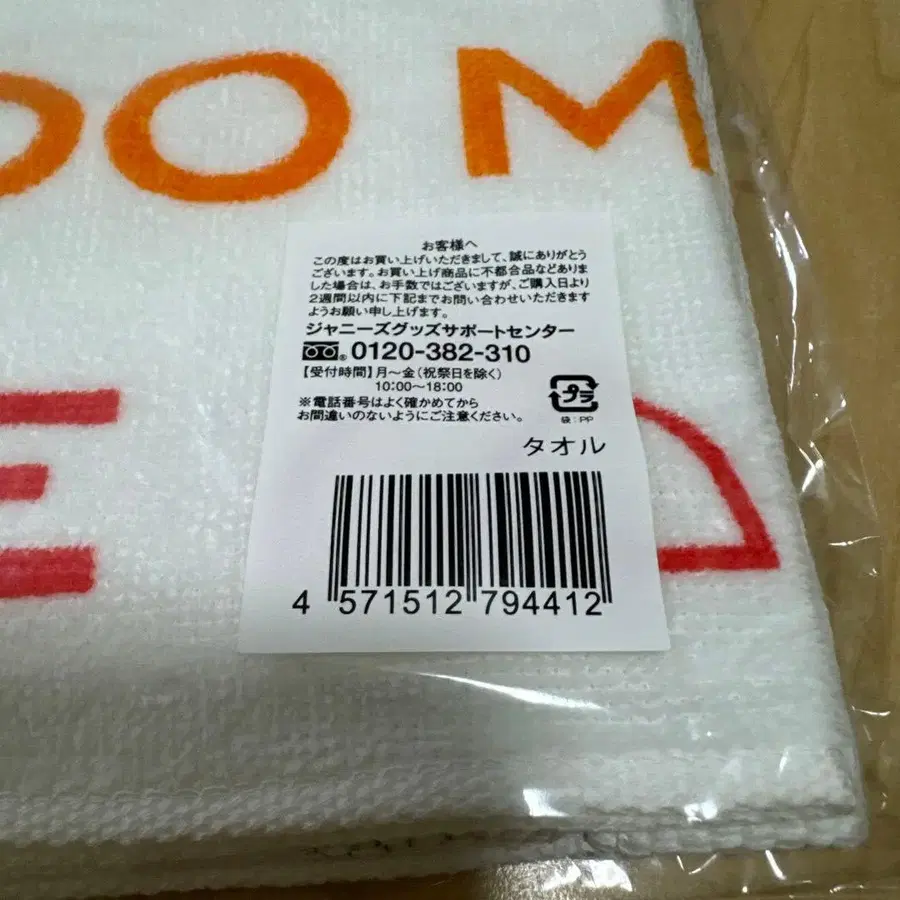 OO M
お客様へ
この度はお買い上げいただきまして、誠にありがとう
ございます。お買い上げ商品に不都合品などありま
した場合は、お手数ではございますが、ご購入日より
2週間以内に下記までお問い合わせいただきます
ようお願い申し上げます。
ジャニーズグッズサポートセンター
0120-382-310
【受付時間】月〜金（祝祭日を除く）
10:00〜18:00
※電話番号はよく確かめてから
お間違いのないようにご注意ください。
プラ
袋:PP
E
タオル
4 571512 794412